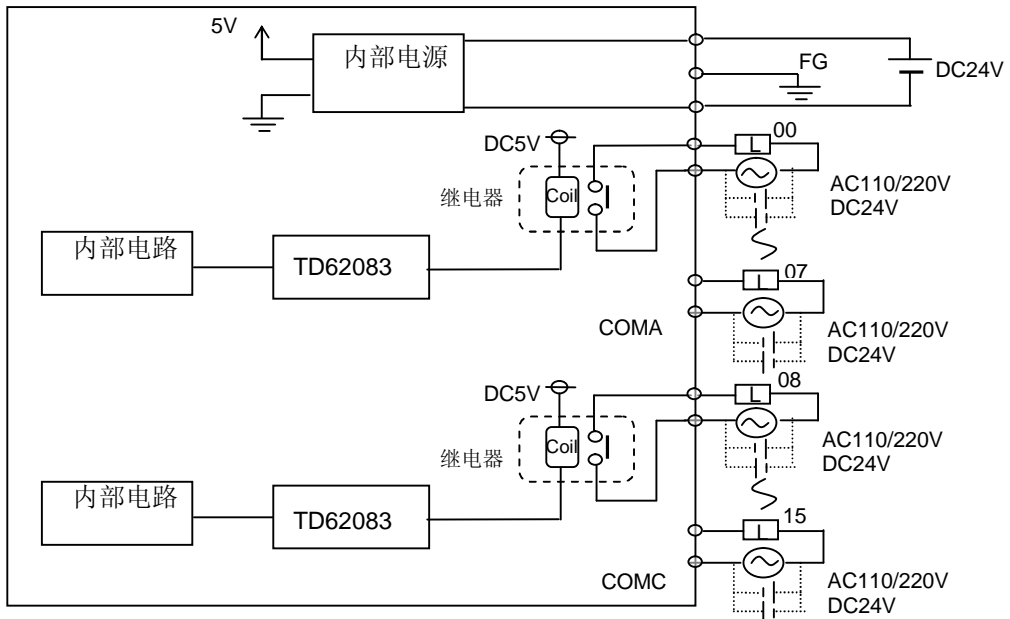 5V
内部电源
FG
DC24V
00
DC5V
L
继电器
Coil
AC110/220V
DC24V
内部电路
TD62083
07
L
COMA
AC110/220V
DC24V
DC5V
08
L
继电器
Coil
AC110/220V
DC24V
内部电路
TD62083
15
L
COMC
AC110/220V
DC24V